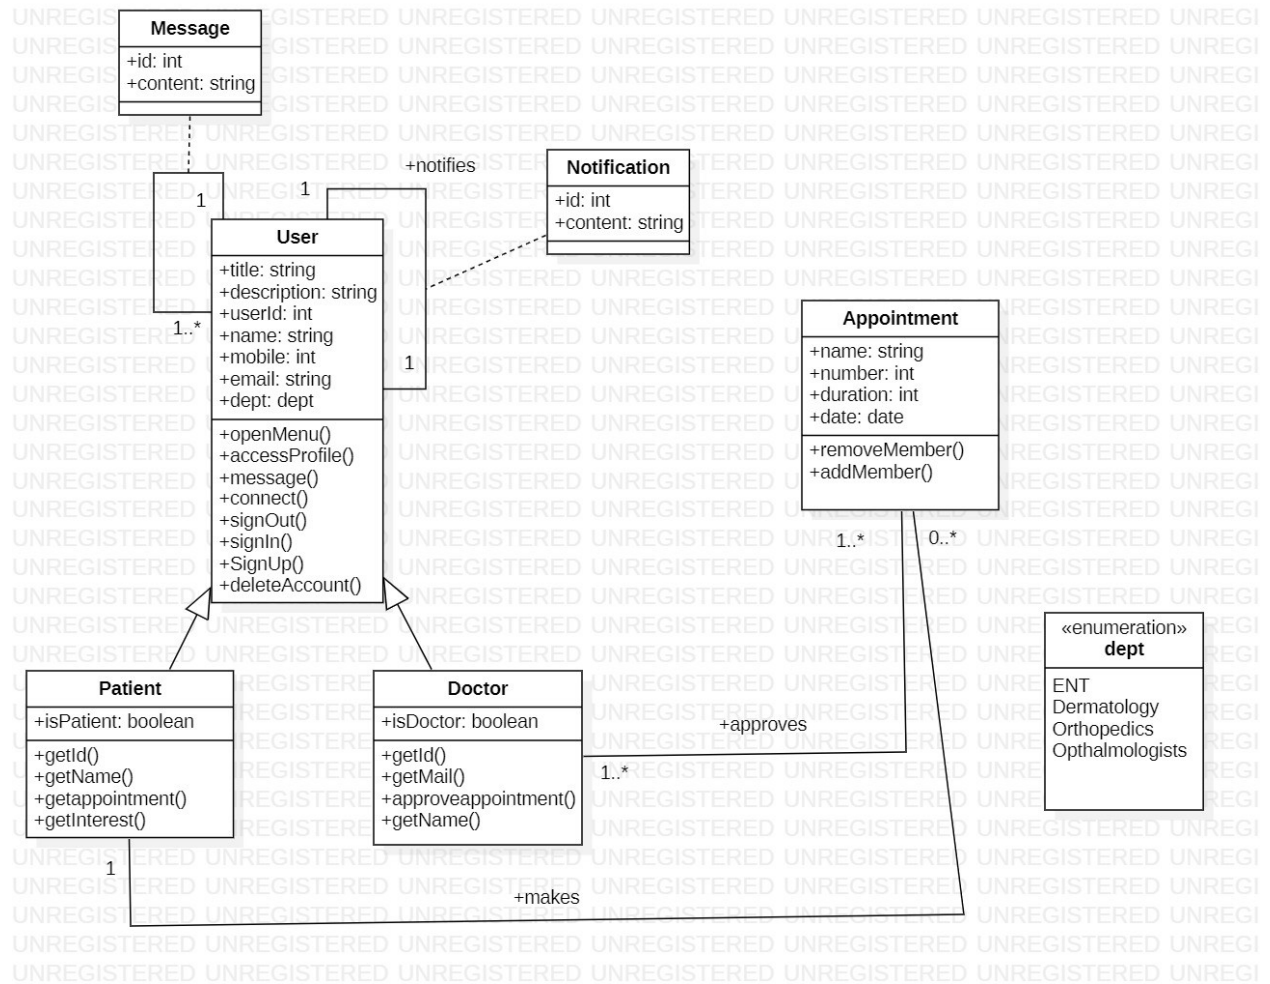 Message
+id: int
+content: string
1
1..*
+notifies
1
1
Notification
+id: int
+content: string
User
+title: string
+description: string
+userId: int
+name: string
+mobile: int
+email: string
+dept: dept
+openMenu()
+accessProfile()
+message()
+connect()
+signOut()
+signIn()
+SignUp()
+deleteAccount()
Appointment
+name: string
+number: int
+duration: int
+date: date
+removeMember()
+addMember()
1..*
0..*
«enumeration»
dept
ENT
Dermatology
Orthopedics
Opthalmologists
Patient
+isPatient: boolean
+getId()
+getName()
+getappointment()
+getInterest()
1
Doctor
+isDoctor: boolean
+getId()
+getMail()
+approveappointment()
+getName()
+approves
1..*
+makes
UNREGISTERED